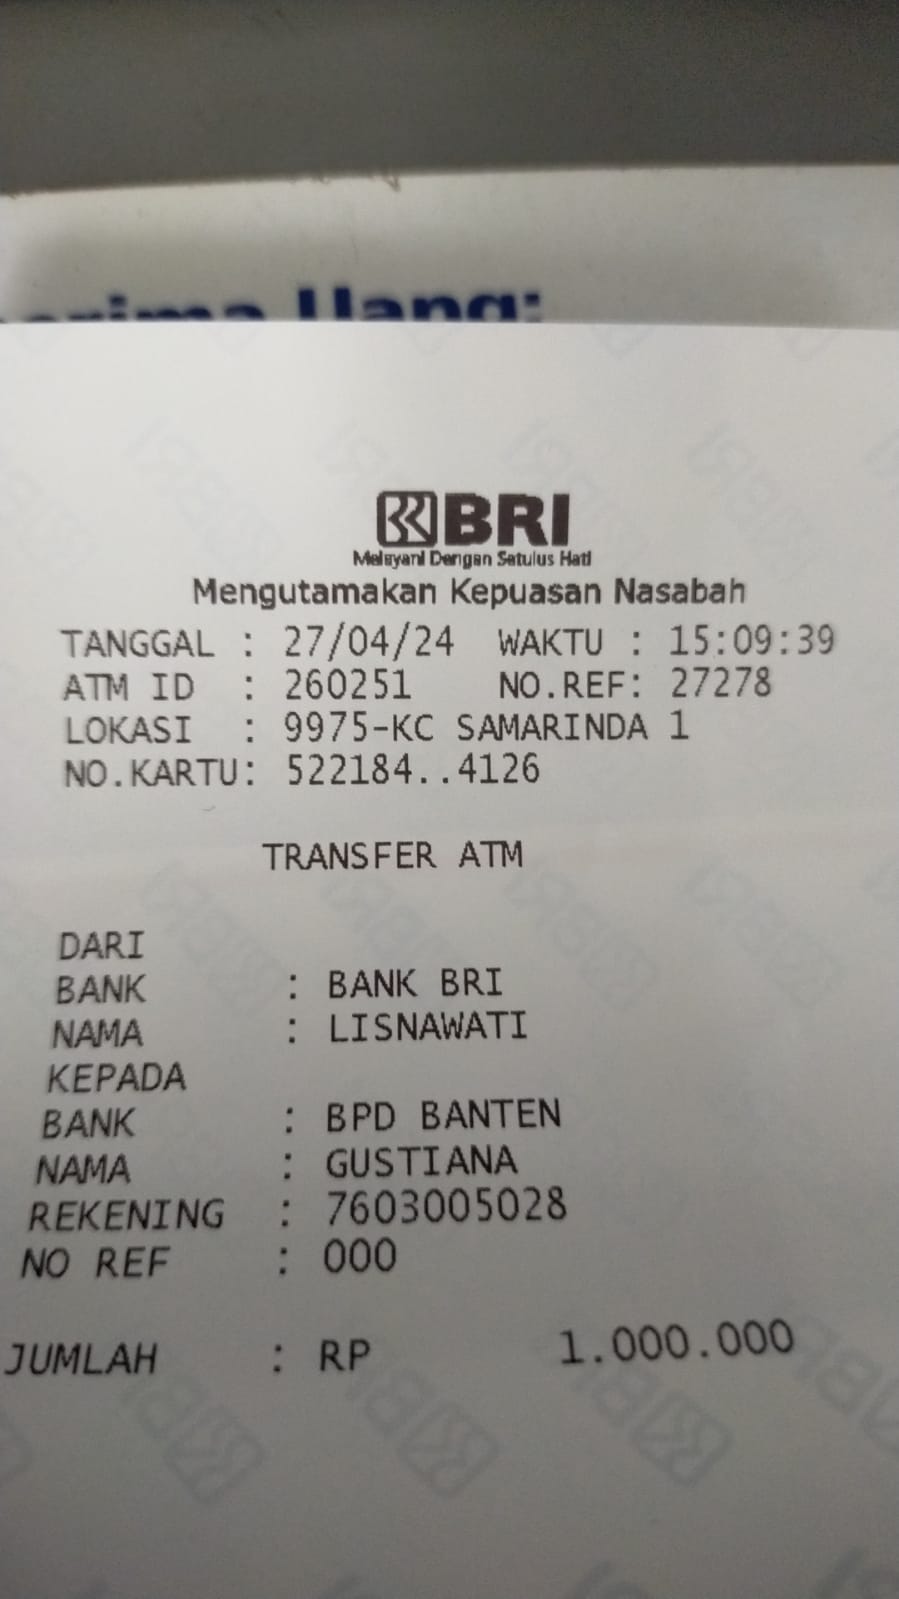 Uang:
BRI
Melayani Dengan Setulus Hati
Mengutamakan Kepuasan Nasabah
TANGGAL : 27/04/24 WAKTU : 15:09:39
ATM ID : 260251 NO.REF: 27278
LOKASI : 9975-KC SAMARINDA 1
NO.KARTU: 522184..4126
TRANSFER ATM
DARI
BANK : BANK BRI
NAMA : LISNAWATI
KEPADA
BANK : BPD BANTEN
NAMA : GUSTIANA
REKENING : 7603005028
NO REF : 000
JUMLAH : RP 1.000.000